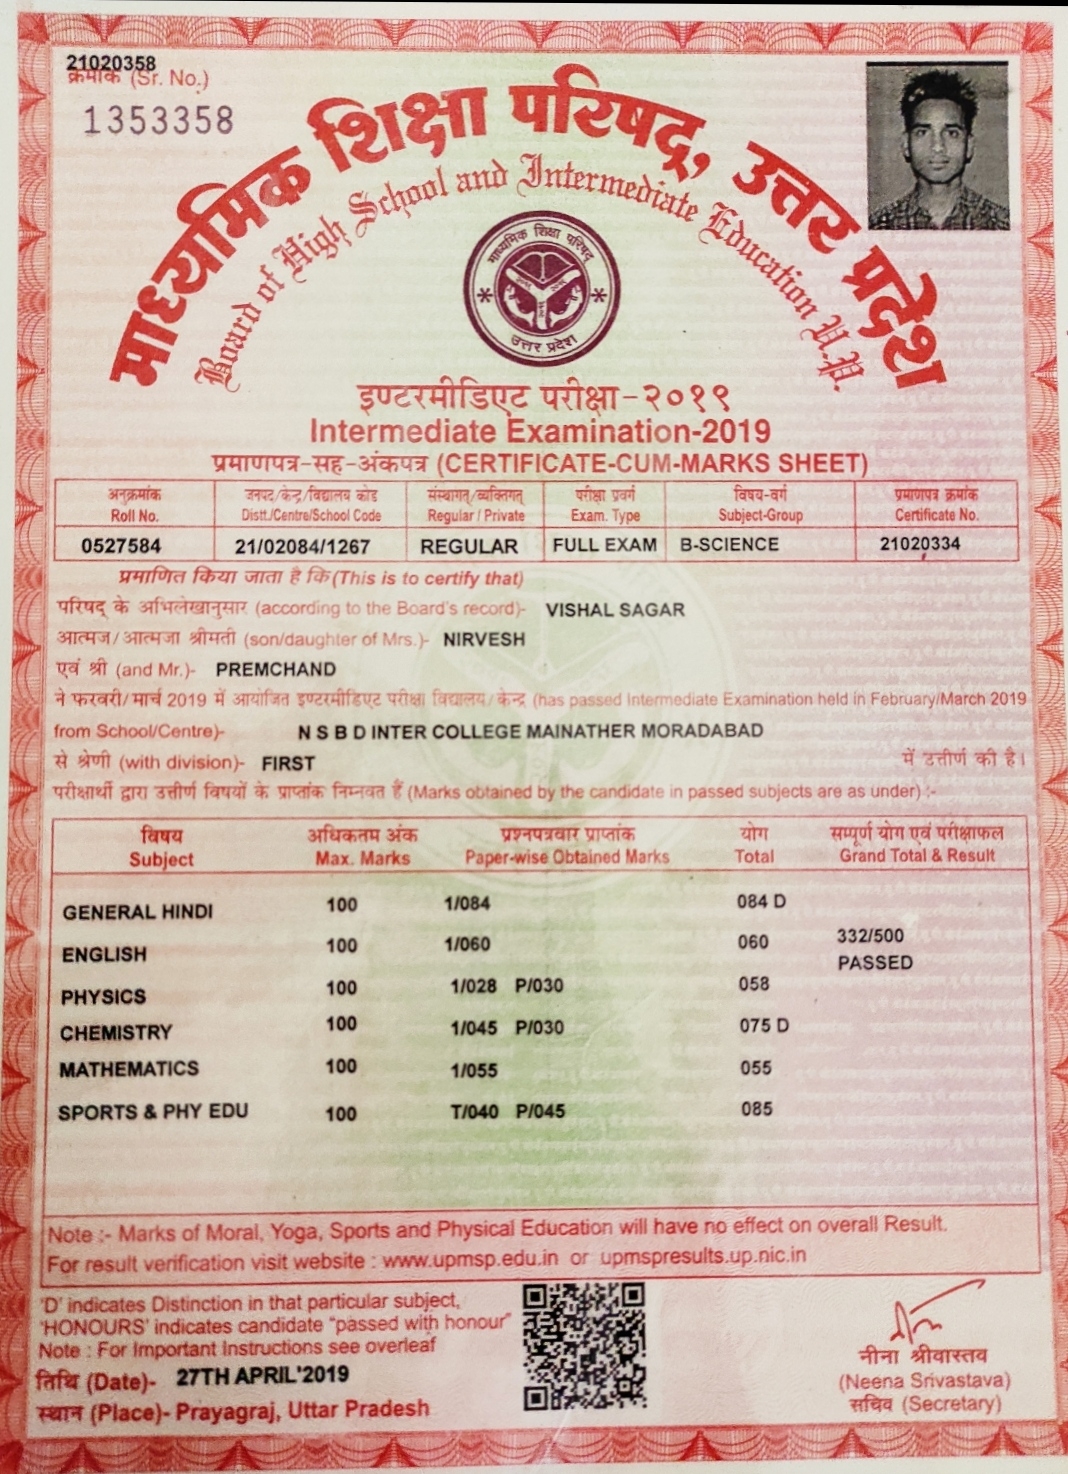 21020358
क्रमांक (Sr. No.)
1353358
माध्यमिक शिक्षा परिषद्, उत्तर प्रदेश
Board of High School and Intermediate Education U.P.
माध्यमिक शिक्षा परिषद्
उत्तर प्रदेश
इण्टरमीडिएट परीक्षा-२०१९
Intermediate Examination-2019
प्रमाणपत्र-सह-अंकपत्र (CERTIFICATE-CUM-MARKS SHEET)
अनुक्रमांक जनपद/केन्द्र/विद्यालय कोड संस्थागत/व्यक्तिगत परीक्षा प्रवर्ग विषय-वर्ग प्रमाणपत्र क्रमांक
Roll No. Distt./Centre/School Code Regular / Private Exam. Type Subject-Group Certificate No.
0527584 21/02084/1267 REGULAR FULL EXAM B-SCIENCE 21020334
प्रमाणित किया जाता है कि (This is to certify that)
परिषद् के अभिलेखानुसार (according to the Board's record)- VISHAL SAGAR
आत्मज/आत्मजा श्रीमती (son/daughter of Mrs.)- NIRVESH
एवं श्री (and Mr.)- PREMCHAND
ने फरवरी/मार्च 2019 में आयोजित इण्टरमीडिएट परीक्षा विद्यालय/केन्द्र (has passed Intermediate Examination held in February/March 2019
from School/Centre)- N S B D INTER COLLEGE MAINATHER MORADABAD
से श्रेणी (with division)- FIRST में उत्तीर्ण की है।
परीक्षार्थी द्वारा उत्तीर्ण विषयों के प्राप्तांक निम्नवत हैं (Marks obtained by the candidate in passed subjects are as under) :-
विषय अधिकतम अंक प्रश्नपत्रवार प्राप्तांक योग सम्पूर्ण योग एवं परीक्षाफल
Subject Max. Marks Paper-wise Obtained Marks Total Grand Total & Result
GENERAL HINDI 100 1/084 084 D
ENGLISH 100 1/060 060 332/500
PASSED
PHYSICS 100 1/028 P/030 058
CHEMISTRY 100 1/045 P/030 075 D
MATHEMATICS 100 1/055 055
SPORTS & PHY EDU 100 T/040 P/045 085
Note :- Marks of Moral, Yoga, Sports and Physical Education will have no effect on overall Result.
For result verification visit website : www.upmsp.edu.in or upmspresults.up.nic.in
'D' indicates Distinction in that particular subject,
'HONOURS' indicates candidate "passed with honour"
Note : For Important Instructions see overleaf
तिथि (Date)- 27TH APRIL'2019
स्थान (Place)- Prayagraj, Uttar Pradesh
नीना श्रीवास्तव
(Neena Srivastava)
सचिव (Secretary)